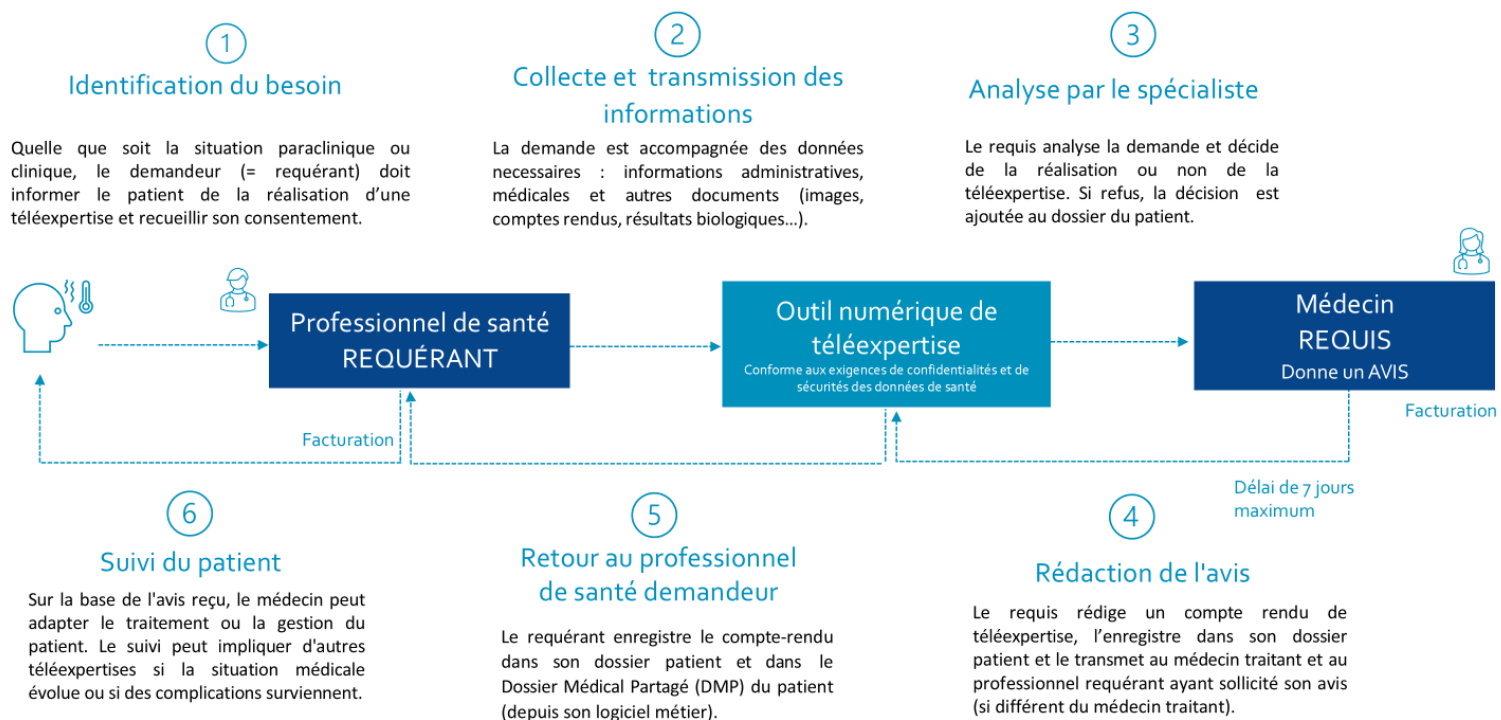 1
Identification du besoin
Quelle que soit la situation paraclinique ou
clinique, le demandeur (= requérant) doit
informer le patient de la réalisation d’une
téléexpertise et recueillir son consentement.
2
Collecte et transmission des
informations
La demande est accompagnée des données
necessaires : informations administratives,
médicales et autres documents (images,
comptes rendus, résultats biologiques…).
3
Analyse par le spécialiste
Le requis analyse la demande et décide
de la réalisation ou non de la
téléexpertise. Si refus, la décision est
ajoutée au dossier du patient.
Professionnel de santé
REQUÉRANT
Outil numérique de
téléexpertise
Conforme aux exigences de confidentialités et de
sécurités des données de santé
Médecin
REQUIS
Donne un AVIS
Facturation
Facturation
Délai de 7 jours
maximum
6
Suivi du patient
Sur la base de l'avis reçu, le médecin peut
adapter le traitement ou la gestion du
patient. Le suivi peut impliquer d'autres
téléexpertises si la situation médicale
évolue ou si des complications surviennent.
5
Retour au professionnel
de santé demandeur
Le requérant enregistre le compte-rendu
dans son dossier patient et dans le
Dossier Médical Partagé (DMP) du patient
(depuis son logiciel métier).
4
Rédaction de l'avis
Le requis rédige un compte rendu de
téléexpertise, l’enregistre dans son dossier
patient et le transmet au médecin traitant et au
professionnel requérant ayant sollicité son avis
(si différent du médecin traitant).